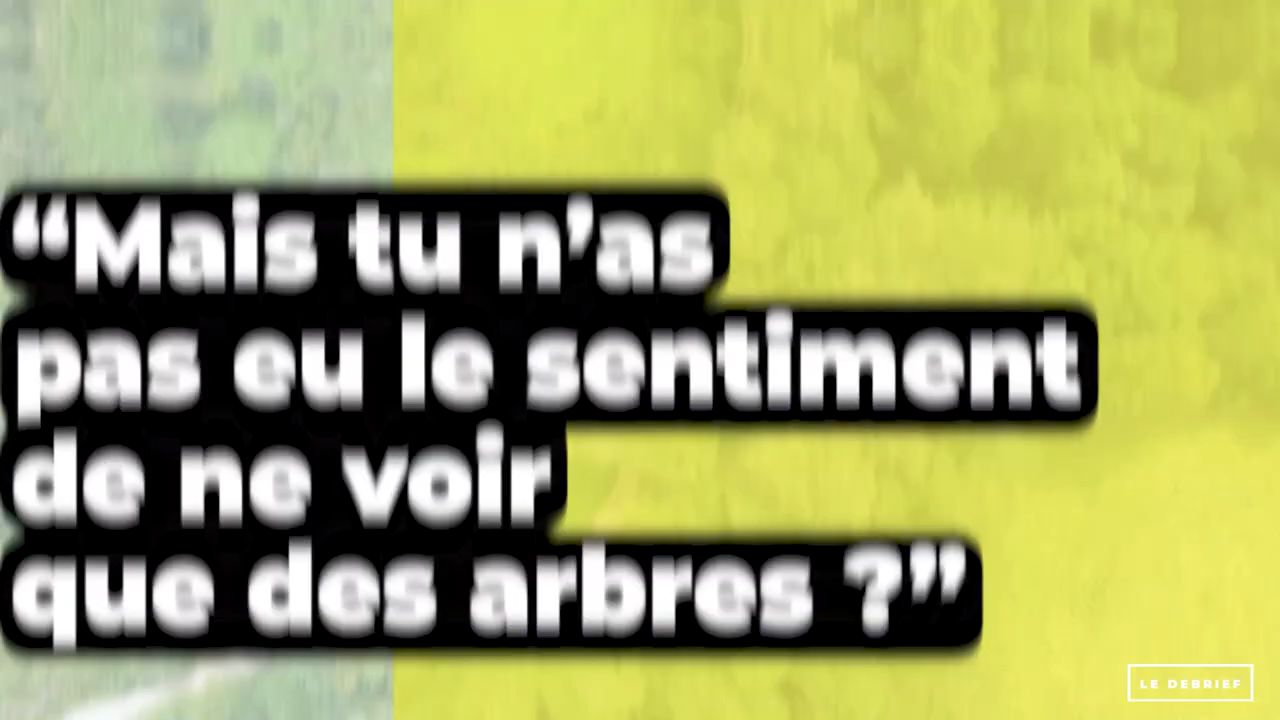 “Mais tu n’as
pas eu le sentiment
de ne voir
que des arbres ?”
LE DEBRIEF